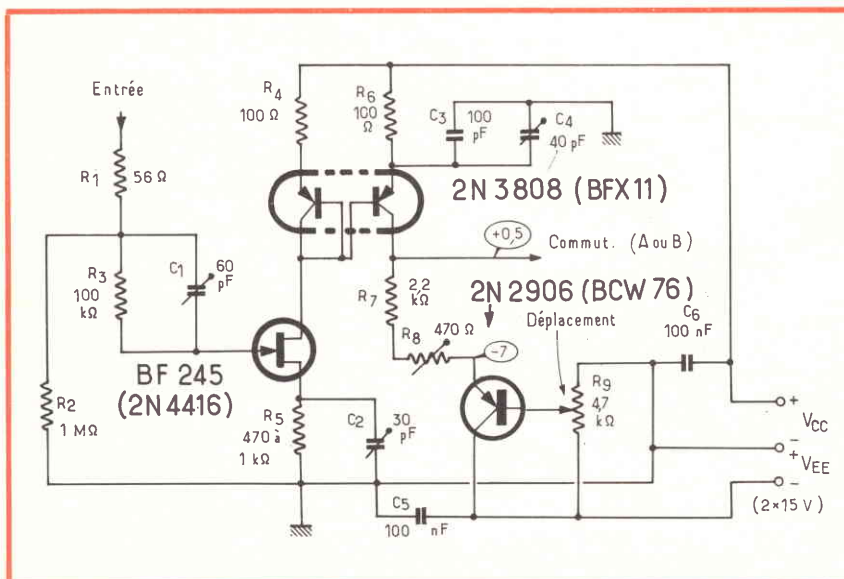 Entrée
R1
56 Ω
R2
1 MΩ
R3
100
kΩ
C1
60
pF
BF 245
(2N 4416)
R4
100 Ω
R6
100
Ω
C3
100
pF
C4
40 pF
2N 3808 (BFX11)
+0,5
Commut. (A ou B)
R7
2,2
kΩ
2N 2906 (BCW 76)
R8
470 Ω
Déplacement
-7
C6
100 nF
R9
4,7
kΩ
R5
470 à
1 kΩ
C2
30
pF
C5
100 nF
+
VCC
-
+
VEE
-
(2×15 V)